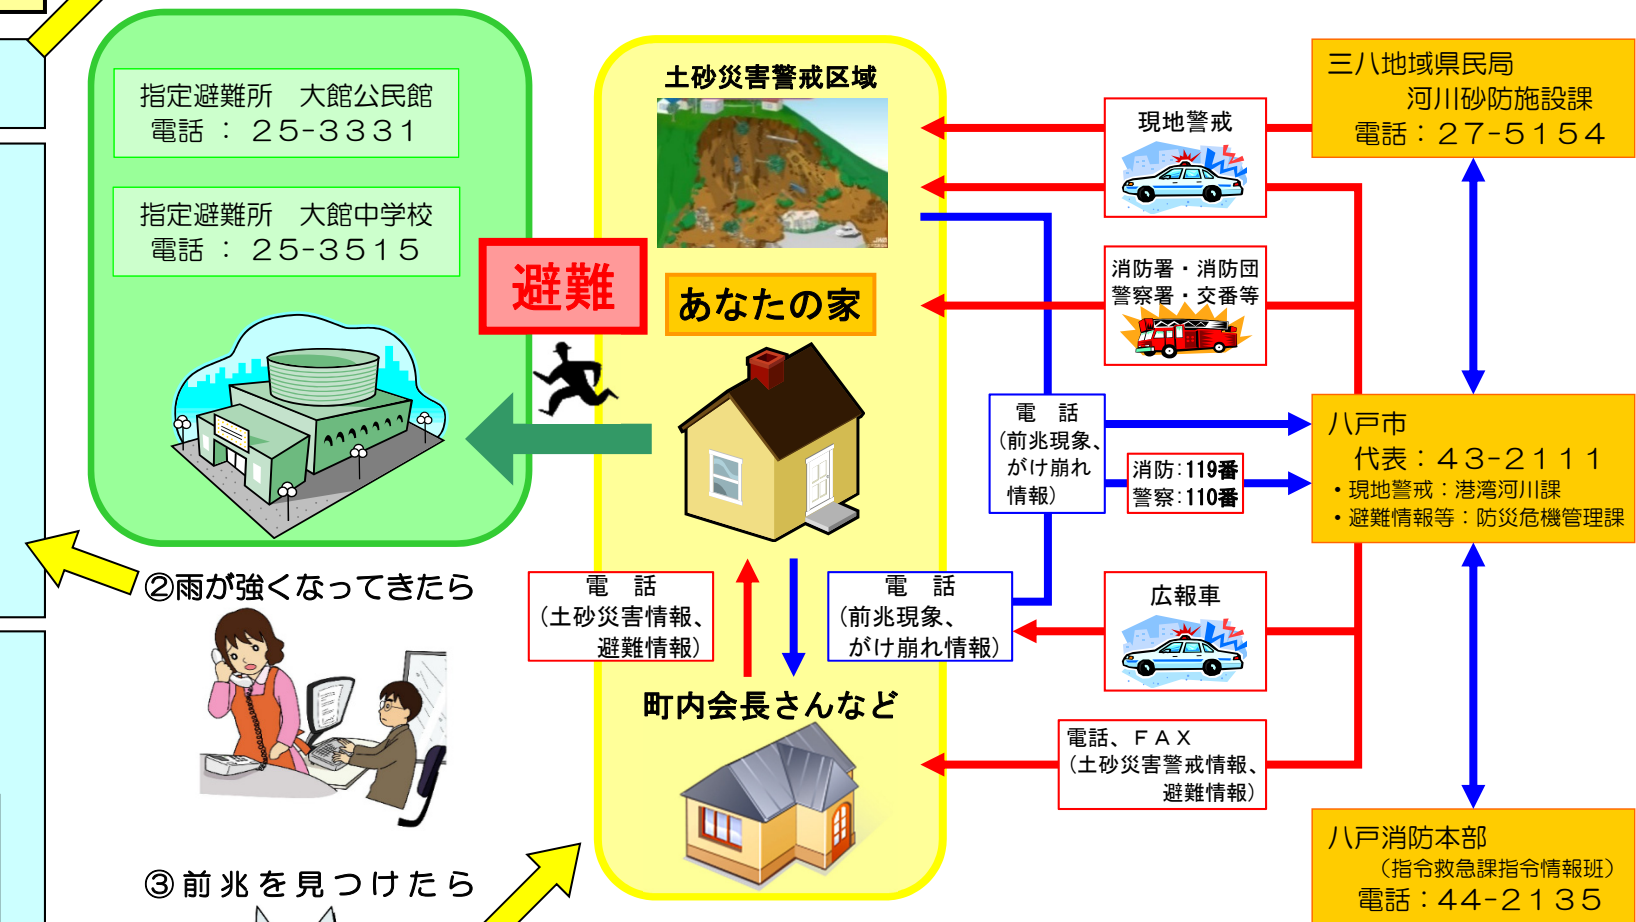 指定避難所　大館公民館
電話 ： ２５-３３３１
指定避難所　大館中学校
電話 ： ２５-３５１５
避難
土砂災害警戒区域
あなたの家
現地警戒
消防署・消防団
警察署・交番等
三八地域県民局
河川砂防施設課
電話：２７-５１５４
電　話
(前兆現象、
がけ崩れ
情報)
消防:119番
警察:110番
八戸市
代表：４３-２１１１
・現地警戒：港湾河川課
・避難情報等：防災危機管理課
②雨が強くなってきたら
電　話
(土砂災害情報、
避難情報)
電　話
(前兆現象、
がけ崩れ情報)
広報車
町内会長さんなど
電話、ＦＡＸ
(土砂災害警戒情報、
避難情報)
八戸消防本部
(指令救急課指令情報班)
電話：４４-２１３５
③前兆を見つけたら